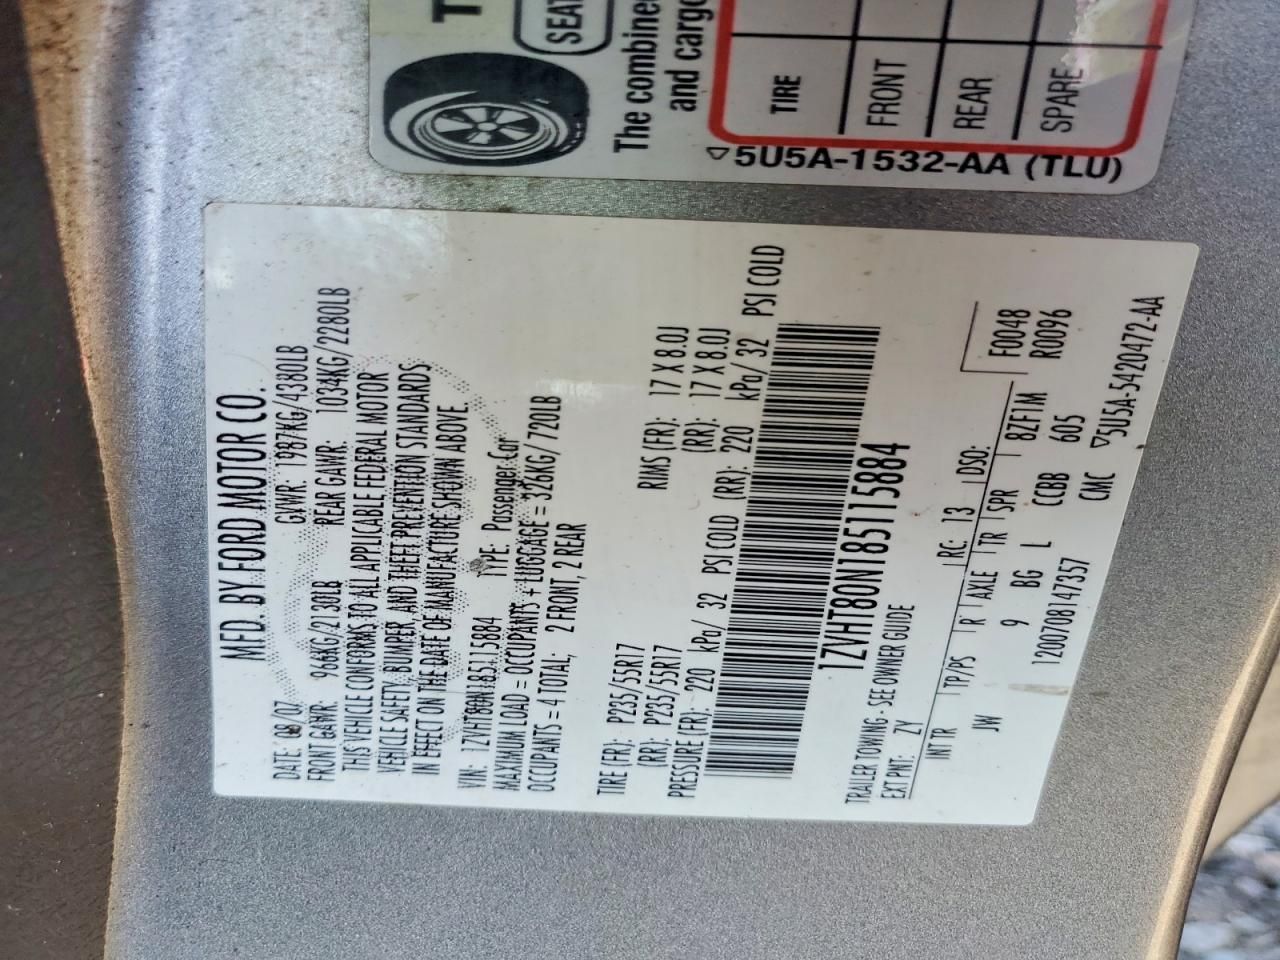 SEAT
The combined
and cargo
TIRE
FRONT
REAR
SPARE
5U5A-1532-AA (TLU)
MFD. BY FORD MOTOR CO.
DATE: 08/07 GVWR: 1987KG/4380LB
FRONT GAWR: 966KG/2130LB REAR GAWR: 1034KG/2280LB
THIS VEHICLE CONFORMS TO ALL APPLICABLE FEDERAL MOTOR
VEHICLE SAFETY, BUMPER, AND THEFT PREVENTION STANDARDS
IN EFFECT ON THE DATE OF MANUFACTURE SHOWN ABOVE.
VIN: 1ZVHT80N185115884 TYPE: Passenger Car
MAXIMUM LOAD = OCCUPANTS + LUGGAGE = 326KG/720LB
OCCUPANTS = 4 TOTAL; 2 FRONT, 2 REAR
TIRE (FR): P235/55R17 RIMS (FR): 17 X 8.0J
(RR): P235/55R17 (RR): 17 X 8.0J
PRESSURE (FR): 220 kPa/ 32 PSI COLD (RR): 220 kPa/ 32 PSI COLD
1ZVHT80N185115884
TRAILER TOWING - SEE OWNER GUIDE
EXT PNT: ZY RC: 13 DSO: F0048
INT TR TP/PS R AXLE TR SPR 8ZF1M R0096
JW 9 BG L CCBB 605
1200708147357 CMC 5U5A-5420472-AA